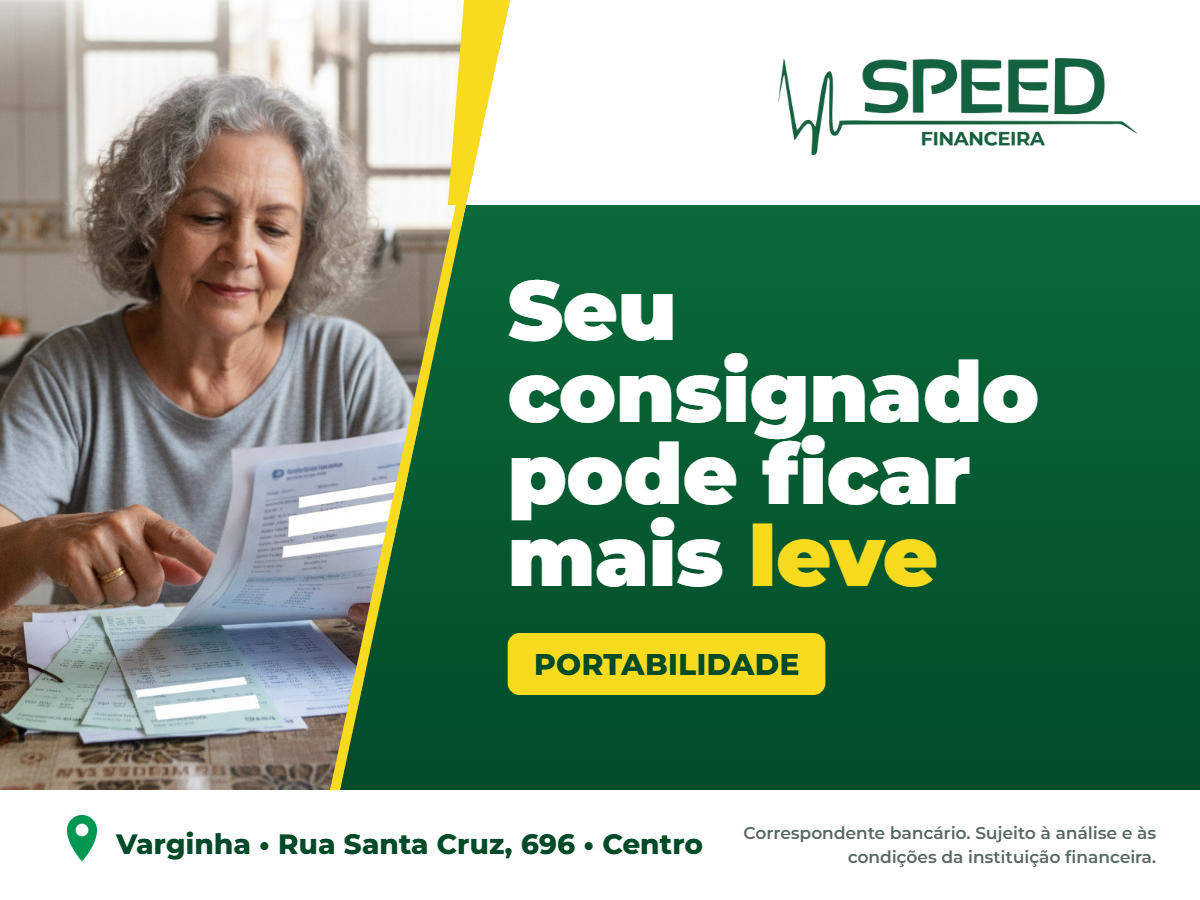 SPEED
FINANCEIRA
Seu
consignado
pode ficar
mais leve
PORTABILIDADE
Varginha • Rua Santa Cruz, 696 • Centro
Correspondente bancário. Sujeito à análise e às
condições da instituição financeira.